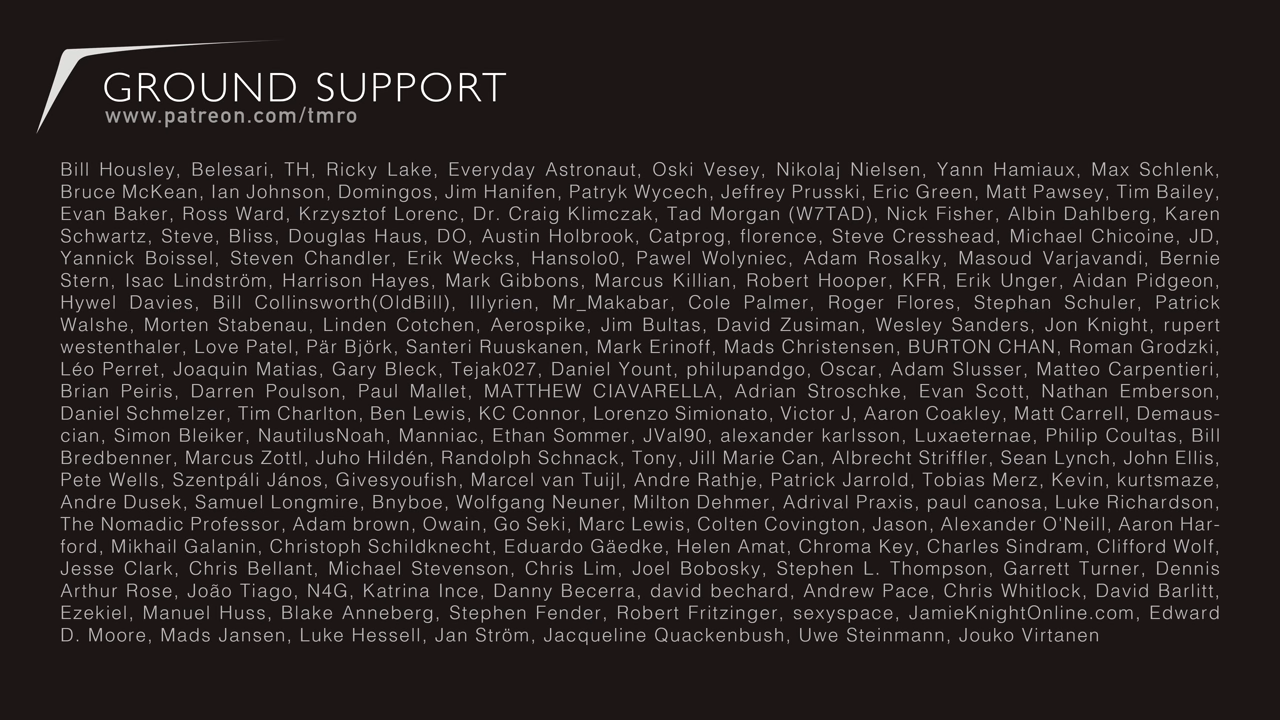 GROUND SUPPORT
www.patreon.com/tmro
Bill Housley, Belesari, TH, Ricky Lake, Everyday Astronaut, Oski Vesey, Nikolaj Nielsen, Yann Hamiaux, Max Schlenk,
Bruce McKean, Ian Johnson, Domingos, Jim Hanifen, Patryk Wycech, Jeffrey Prusski, Eric Green, Matt Pawsey, Tim Bailey,
Evan Baker, Ross Ward, Krzysztof Lorenc, Dr. Craig Klimczak, Tad Morgan (W7TAD), Nick Fisher, Albin Dahlberg, Karen
Schwartz, Steve, Bliss, Douglas Haus, DO, Austin Holbrook, Catprog, florence, Steve Cresshead, Michael Chicoine, JD,
Yannick Boissel, Steven Chandler, Erik Wecks, Hansolo0, Pawel Wolyniec, Adam Rosalky, Masoud Varjavandi, Bernie
Stern, Isac Lindström, Harrison Hayes, Mark Gibbons, Marcus Killian, Robert Hooper, KFR, Erik Unger, Aidan Pidgeon,
Hywel Davies, Bill Collinsworth(OldBill), Illyrien, Mr_Makabar, Cole Palmer, Roger Flores, Stephan Schuler, Patrick
Walshe, Morten Stabenau, Linden Cotchen, Aerospike, Jim Bultas, David Zusiman, Wesley Sanders, Jon Knight, rupert
westenthaler, Love Patel, Pär Björk, Santeri Ruuskanen, Mark Erinoff, Mads Christensen, BURTON CHAN, Roman Grodzki,
Léo Perret, Joaquin Matias, Gary Bleck, Tejak027, Daniel Yount, philupandgo, Oscar, Adam Slusser, Matteo Carpentieri,
Brian Peiris, Darren Poulson, Paul Mallet, MATTHEW CIAVARELLA, Adrian Stroschke, Evan Scott, Nathan Emberson,
Daniel Schmelzer, Tim Charlton, Ben Lewis, KC Connor, Lorenzo Simionato, Victor J, Aaron Coakley, Matt Carrell, Demaus-
cian, Simon Bleiker, NautilusNoah, Manniac, Ethan Sommer, JVal90, alexander karlsson, Luxaeternae, Philip Coultas, Bill
Bredbenner, Marcus Zottl, Juho Hildén, Randolph Schnack, Tony, Jill Marie Can, Albrecht Striffler, Sean Lynch, John Ellis,
Pete Wells, Szentpáli János, Givesyoufish, Marcel van Tuijl, Andre Rathje, Patrick Jarrold, Tobias Merz, Kevin, kurtsmaze,
Andre Dusek, Samuel Longmire, Bnyboe, Wolfgang Neuner, Milton Dehmer, Adrival Praxis, paul canosa, Luke Richardson,
The Nomadic Professor, Adam brown, Owain, Go Seki, Marc Lewis, Colten Covington, Jason, Alexander O'Neill, Aaron Har-
ford, Mikhail Galanin, Christoph Schildknecht, Eduardo Gäedke, Helen Amat, Chroma Key, Charles Sindram, Clifford Wolf,
Jesse Clark, Chris Bellant, Michael Stevenson, Chris Lim, Joel Bobosky, Stephen L. Thompson, Garrett Turner, Dennis
Arthur Rose, João Tiago, N4G, Katrina Ince, Danny Becerra, david bechard, Andrew Pace, Chris Whitlock, David Barlitt,
Ezekiel, Manuel Huss, Blake Anneberg, Stephen Fender, Robert Fritzinger, sexyspace, JamieKnightOnline.com, Edward
D. Moore, Mads Jansen, Luke Hessell, Jan Ström, Jacqueline Quackenbush, Uwe Steinmann, Jouko Virtanen